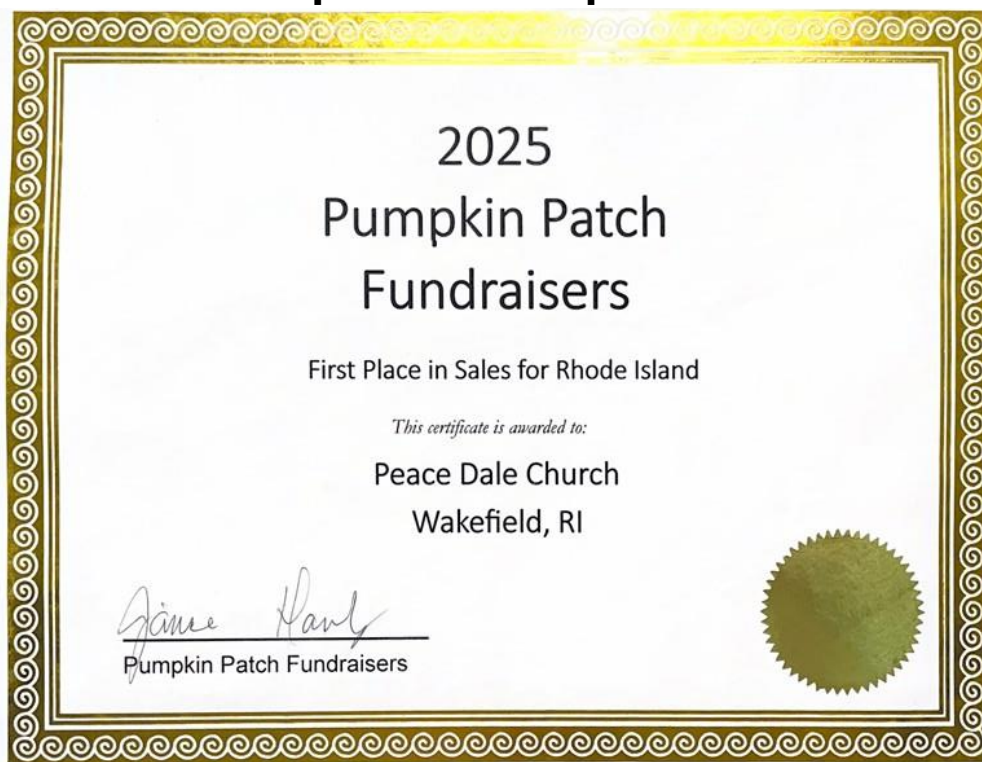 2025
Pumpkin Patch
Fundraisers
First Place in Sales for Rhode Island
This certificate is awarded to:
Peace Dale Church
Wakefield, RI
Pumpkin Patch Fundraisers